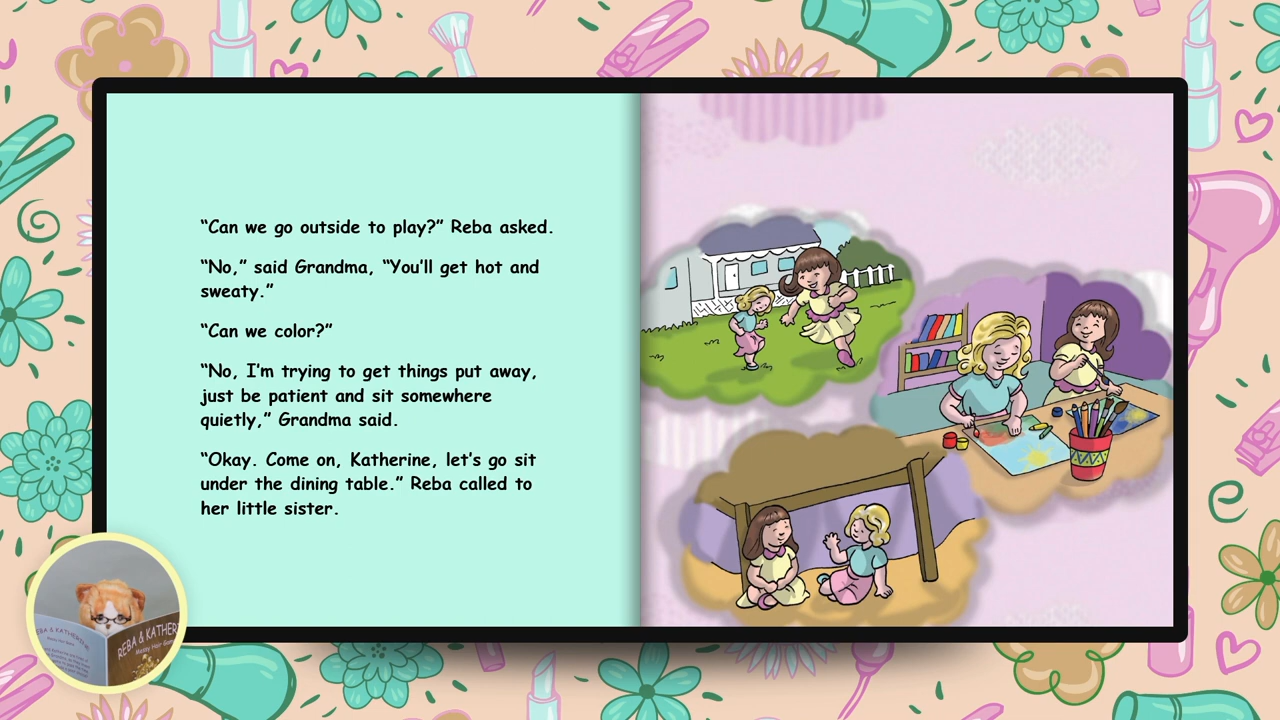 “Can we go outside to play?” Reba asked.
“No,” said Grandma, “You’ll get hot and
sweaty.”
“Can we color?”
“No, I’m trying to get things put away,
just be patient and sit somewhere
quietly,” Grandma said.
“Okay. Come on, Katherine, let’s go sit
under the dining table.” Reba called to
her little sister.
REBA & KATHER